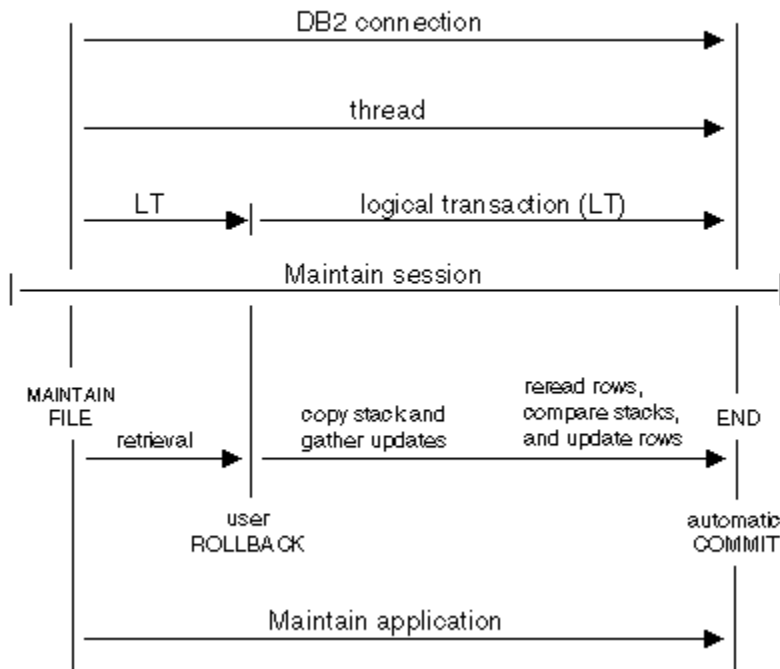 DB2 connection
thread
LT
logical transaction (LT)
Maintain session
MAINTAIN
FILE
retrieval
copy stack and
gather updates
reread rows,
compare stacks,
and update rows
END
user
ROLLBACK
automatic
COMMIT
Maintain application